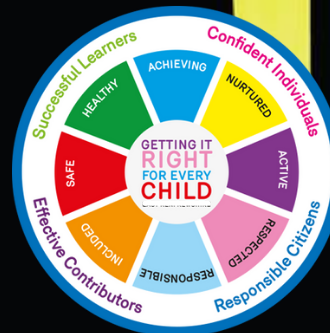 Successful Learners
Confident Individuals
ACHIEVING
NURTURED
ACTIVE
RESPECTED
RESPONSIBLE
INCLUDED
SAFE
HEALTHY
GETTING IT
RIGHT
FOR EVERY
CHILD
Effective Contributors
Responsible Citizens